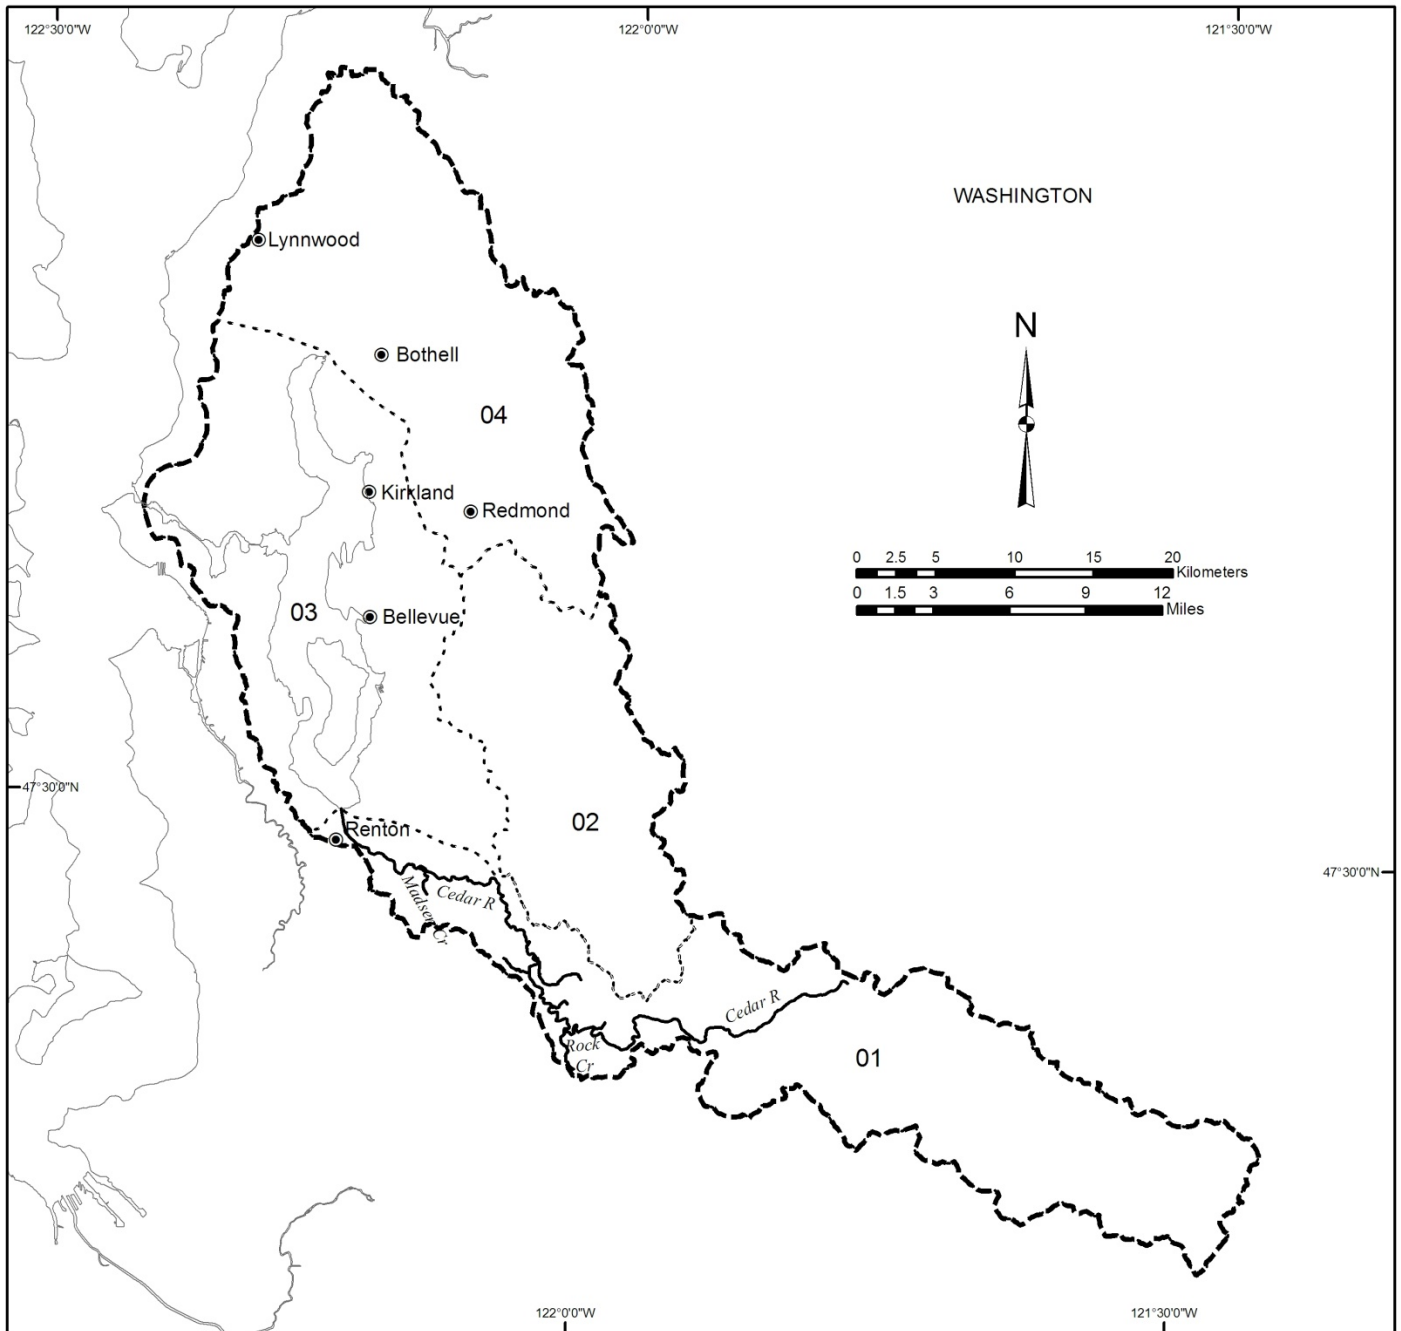 122°30'0"W
122°0'0"W
121°30'0"W
WASHINGTON
Lynnwood
N
Bothell
04
Kirkland
Redmond
0 2.5 5 10 15 20
Kilometers
0 1.5 3 6 9 12
Miles
03
Bellevue
47°30'0"N
02
Renton
47°30'0"N
Cedar R
Madsen Cr
Cedar R
Rock
Cr
01
122°0'0"W
121°30'0"W